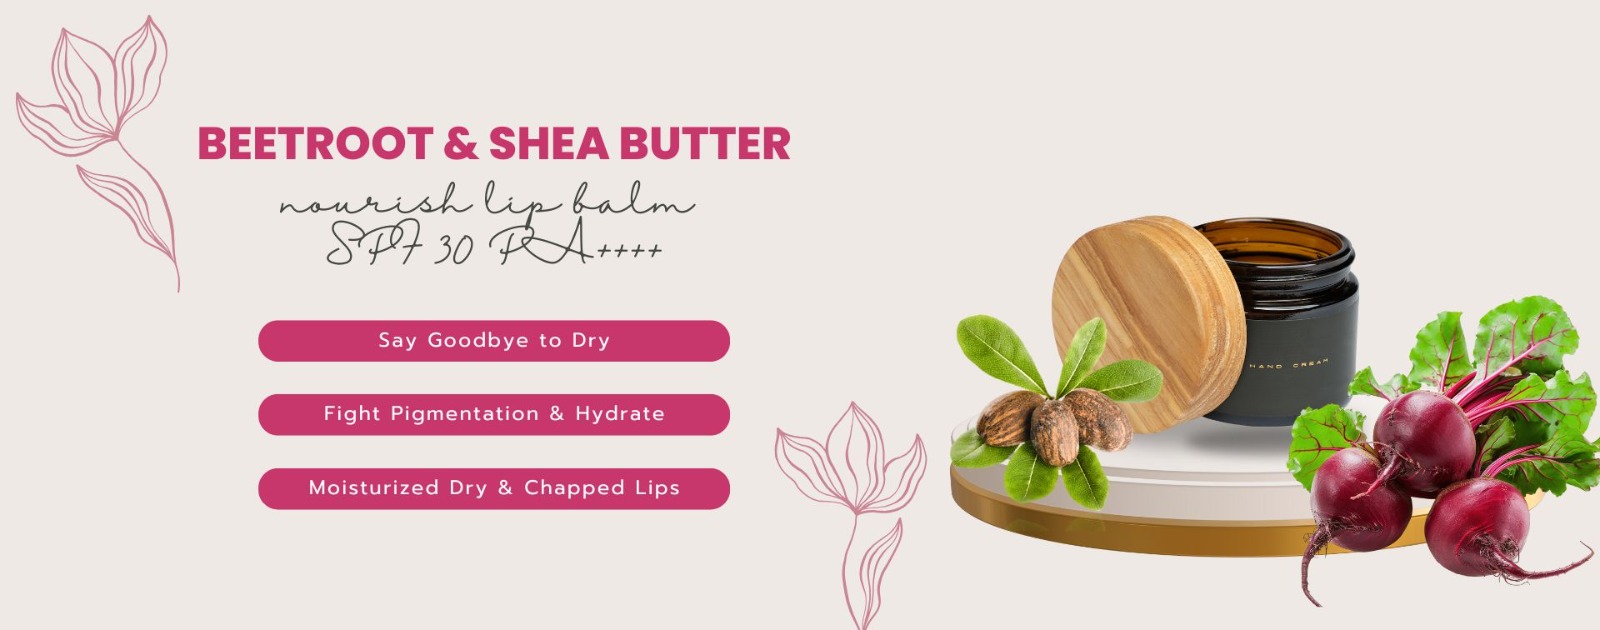 BEETROOT & SHEA BUTTER
nourish lip balm
SPF 30 PA++++
Say Goodbye to Dry
Fight Pigmentation & Hydrate
Moisturized Dry & Chapped Lips
HAND CREAM